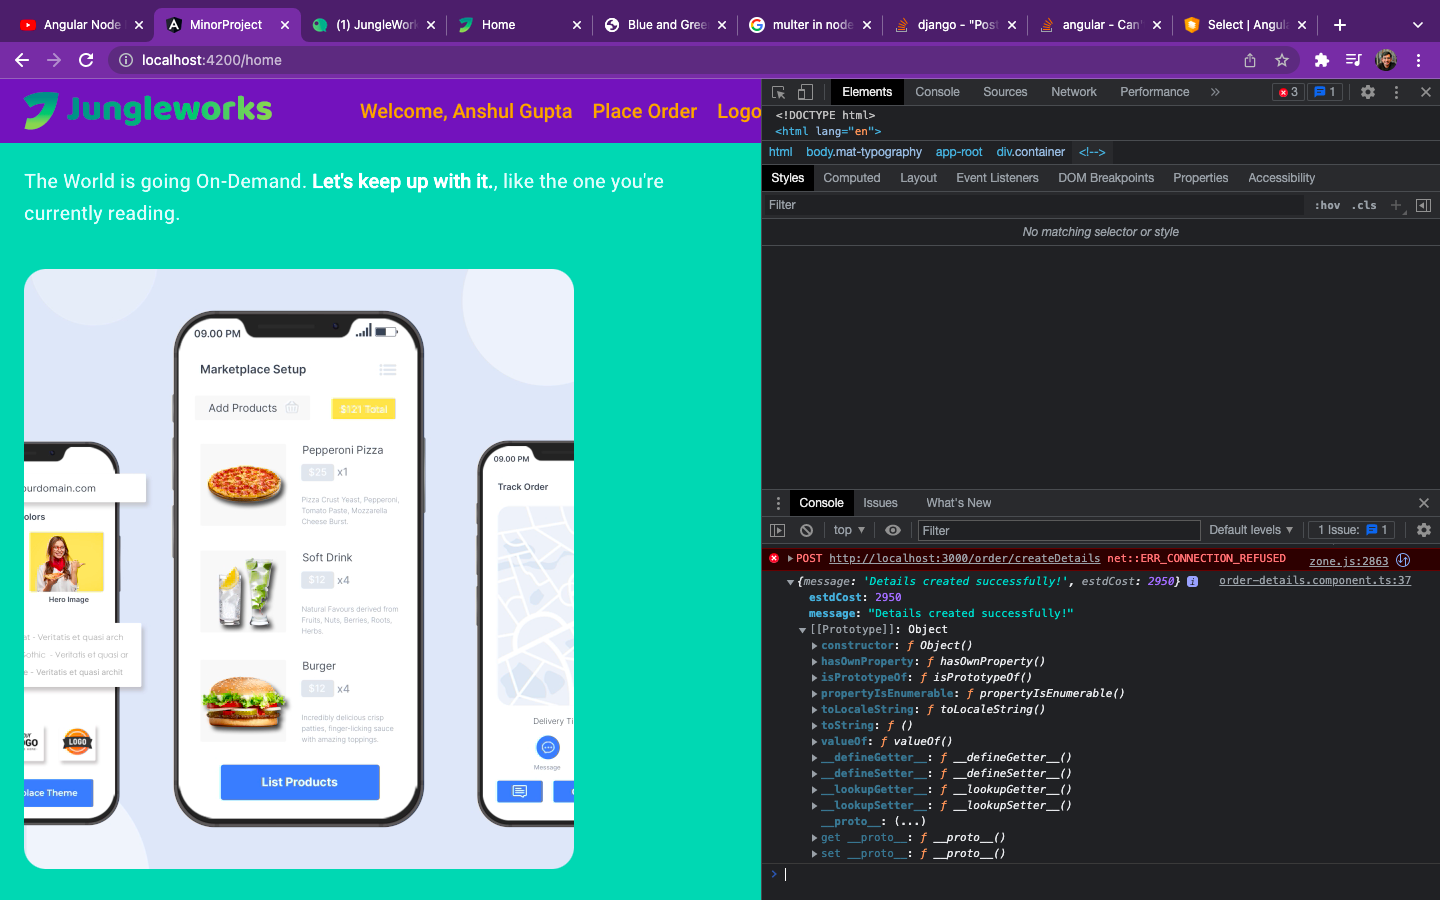 Angular Node
MinorProject
(1) JungleWork
Home
Blue and Gree
multer in node
django - "Post
angular - Can'
Select | Angula
localhost:4200/home
Jungleworks
Welcome, Anshul Gupta
Place Order
Logo
The World is going On-Demand. Let's keep up with it., like the one you're
currently reading.
09.00 PM
Marketplace Setup
Add Products
$121 Total
Pepperoni Pizza
$25 x1
Pizza Crust Yeast, Pepperoni,
Tomato Paste, Mozzarella
Cheese Burst.
Soft Drink
$12 x4
Natural Favours derived from
Fruits, Nuts, Berries, Roots,
Herbs.
Burger
$12 x4
Incredibly delicious crisp
patties, finger-licking sauce
with amazing toppings.
List Products
ourdomain.com
olors
Hero Image
at - Veritatis et quasi arch
Gothic - Veritatis et quasi ar
e - Veritatis et quasi archit
OGO
LOGO
place Theme
09:00 PM
Track Order
Delivery Ti
Message
Elements
Console
Sources
Network
Performance
»
3
1
<!DOCTYPE html>
<html lang="en">
html
body.mat-typography
app-root
div.container
<!-->
Styles
Computed
Layout
Event Listeners
DOM Breakpoints
Properties
Accessibility
Filter
:hov
.cls
No matching selector or style
Console
Issues
What's New
top
Filter
Default levels
1 Issue:
1
POST http://localhost:3000/order/createDetails net::ERR_CONNECTION_REFUSED
zone.js:2863
{message: 'Details created successfully!', estdCost: 2950}
order-details.component.ts:37
estdCost: 2950
message: "Details created successfully!"
[[Prototype]]: Object
constructor: ƒ Object()
hasOwnProperty: ƒ hasOwnProperty()
isPrototypeOf: ƒ isPrototypeOf()
propertyIsEnumerable: ƒ propertyIsEnumerable()
toLocaleString: ƒ toLocaleString()
toString: ƒ ()
valueOf: ƒ valueOf()
__defineGetter__: ƒ __defineGetter__()
__defineSetter__: ƒ __defineSetter__()
__lookupGetter__: ƒ __lookupGetter__()
__lookupSetter__: ƒ __lookupSetter__()
__proto__: (...)
get __proto__: ƒ __proto__()
set __proto__: ƒ __proto__()